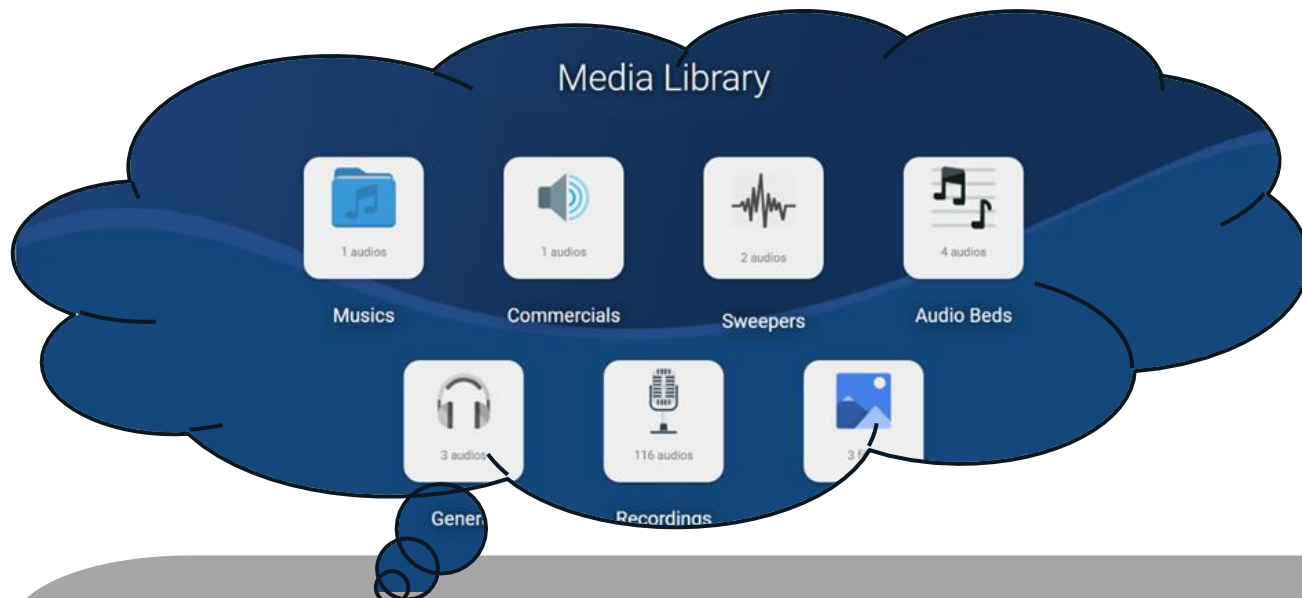 Media Library
1 audios
1 audios
2 audios
4 audios
Musics
Commercials
Sweepers
Audio Beds
3 audios
116 audios
3
Recordings